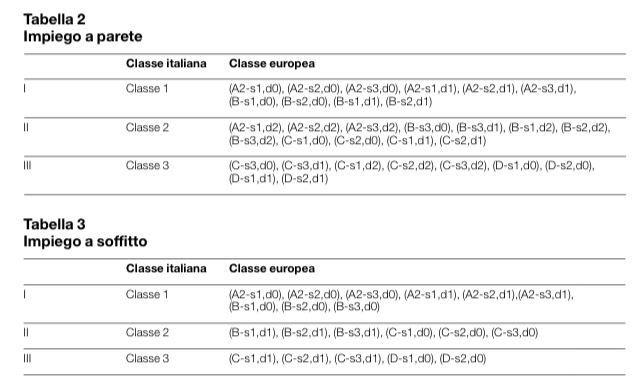 Tabella 2
Impiego a parete
Classe italiana Classe europea
I Classe 1 (A2-s1,d0), (A2-s2,d0), (A2-s3,d0), (A2-s1,d1), (A2-s2,d1), (A2-s3,d1),
(B-s1,d0), (B-s2,d0), (B-s1,d1), (B-s2,d1)
II Classe 2 (A2-s1,d2), (A2-s2,d2), (A2-s3,d2), (B-s3,d0), (B-s3,d1), (B-s1,d2), (B-s2,d2),
(B-s3,d2), (C-s1,d0), (C-s2,d0), (C-s1,d1), (C-s2,d1)
III Classe 3 (C-s3,d0), (C-s3,d1), (C-s1,d2), (C-s2,d2), (C-s3,d2), (D-s1,d0), (D-s2,d0),
(D-s1,d1), (D-s2,d1)
Tabella 3
Impiego a soffitto
Classe italiana Classe europea
I Classe 1 (A2-s1,d0), (A2-s2,d0), (A2-s3,d0), (A2-s1,d1), (A2-s2,d1),(A2-s3,d1),
(B-s1,d0), (B-s2,d0), (B-s3,d0)
II Classe 2 (B-s1,d1), (B-s2,d1), (B-s3,d1), (C-s1,d0), (C-s2,d0), (C-s3,d0)
III Classe 3 (C-s1,d1), (C-s2,d1), (C-s3,d1), (D-s1,d0), (D-s2,d0)